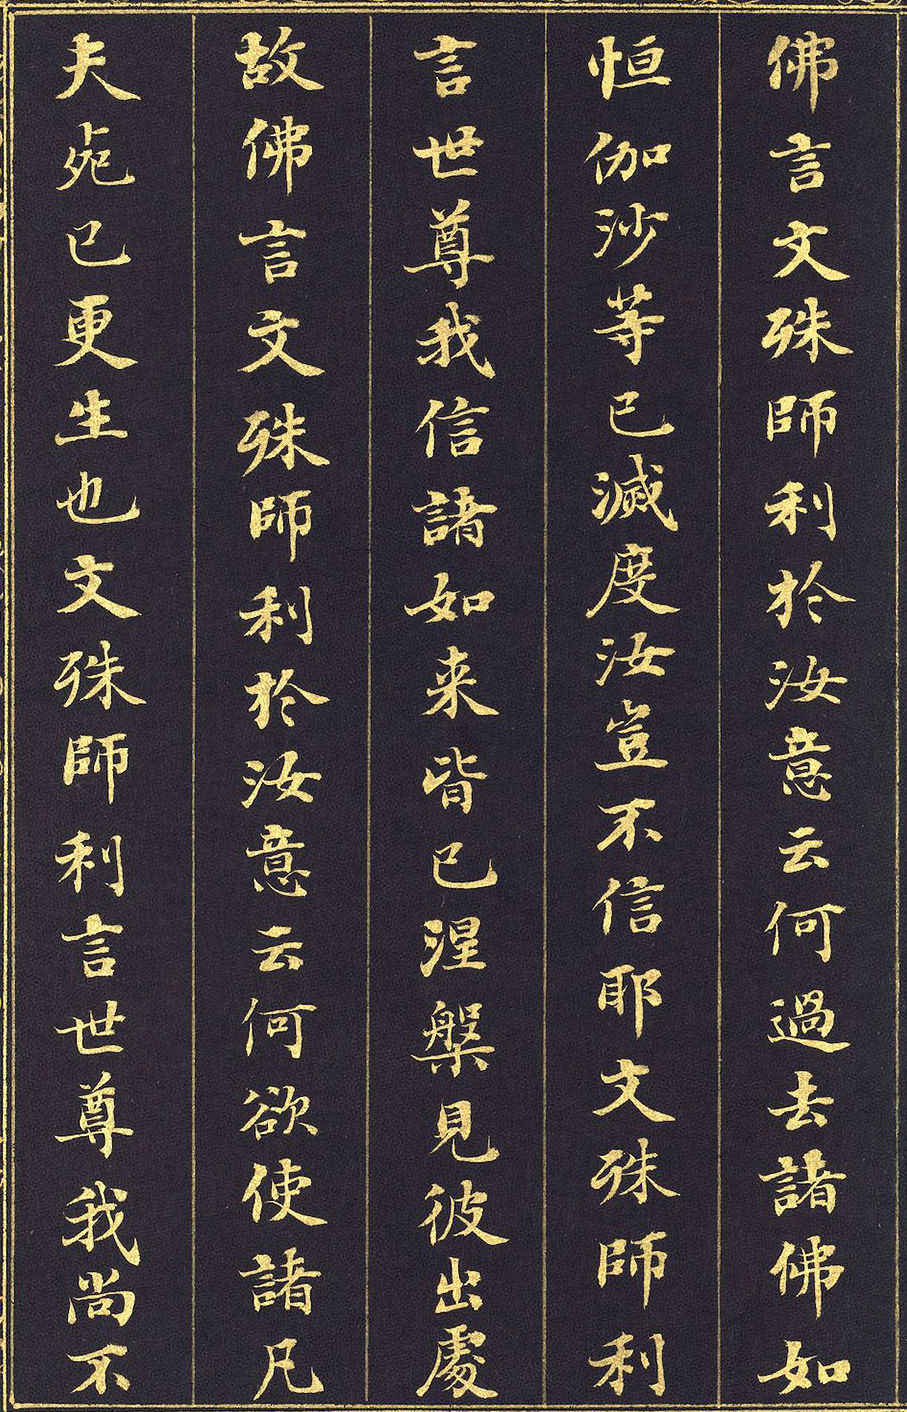 佛言文殊師利於汝意云何過去諸佛如
恒伽沙等已滅度汝豈不信耶文殊師利
言世尊我信諸如来皆已涅槃見彼出處
故佛言文殊師利於汝意云何欲使諸凡
夫死已更生也文殊師利言世尊我尚不